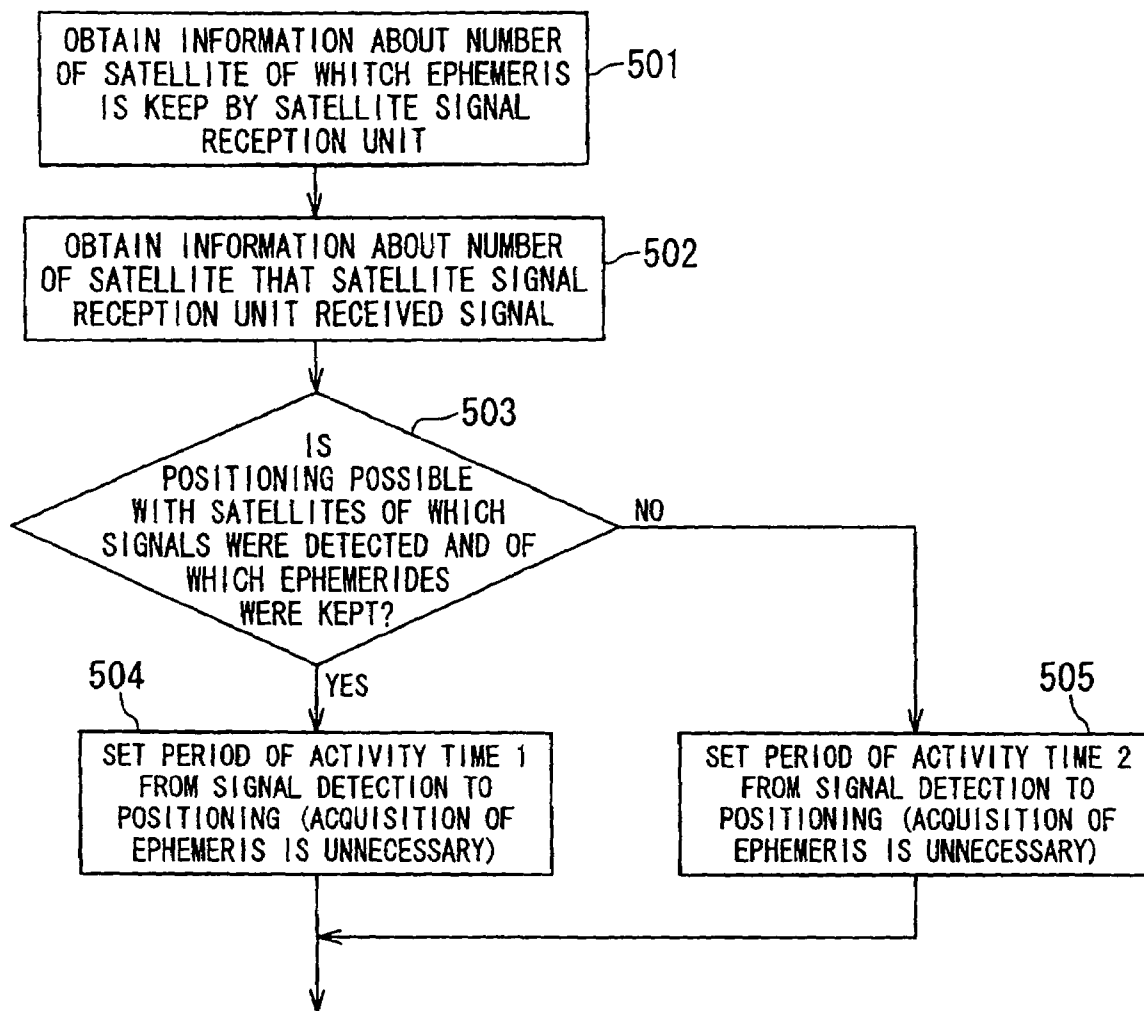 OBTAIN INFORMATION ABOUT NUMBER
OF SATELLITE OF WHITCH EPHEMERIS
IS KEEP BY SATELLITE SIGNAL
RECEPTION UNIT
501
OBTAIN INFORMATION ABOUT NUMBER
OF SATELLITE THAT SATELLITE SIGNAL
RECEPTION UNIT RECEIVED SIGNAL
502
503
IS
POSITIONING POSSIBLE
WITH SATELLITES OF WHICH
SIGNALS WERE DETECTED AND OF
WHICH EPHEMERIDES
WERE KEPT?
NO
YES
504
SET PERIOD OF ACTIVITY TIME 1
FROM SIGNAL DETECTION TO
POSITIONING (ACQUISITION OF
EPHEMERIS IS UNNECESSARY)
505
SET PERIOD OF ACTIVITY TIME 2
FROM SIGNAL DETECTION TO
POSITIONING (ACQUISITION OF
EPHEMERIS IS UNNECESSARY)